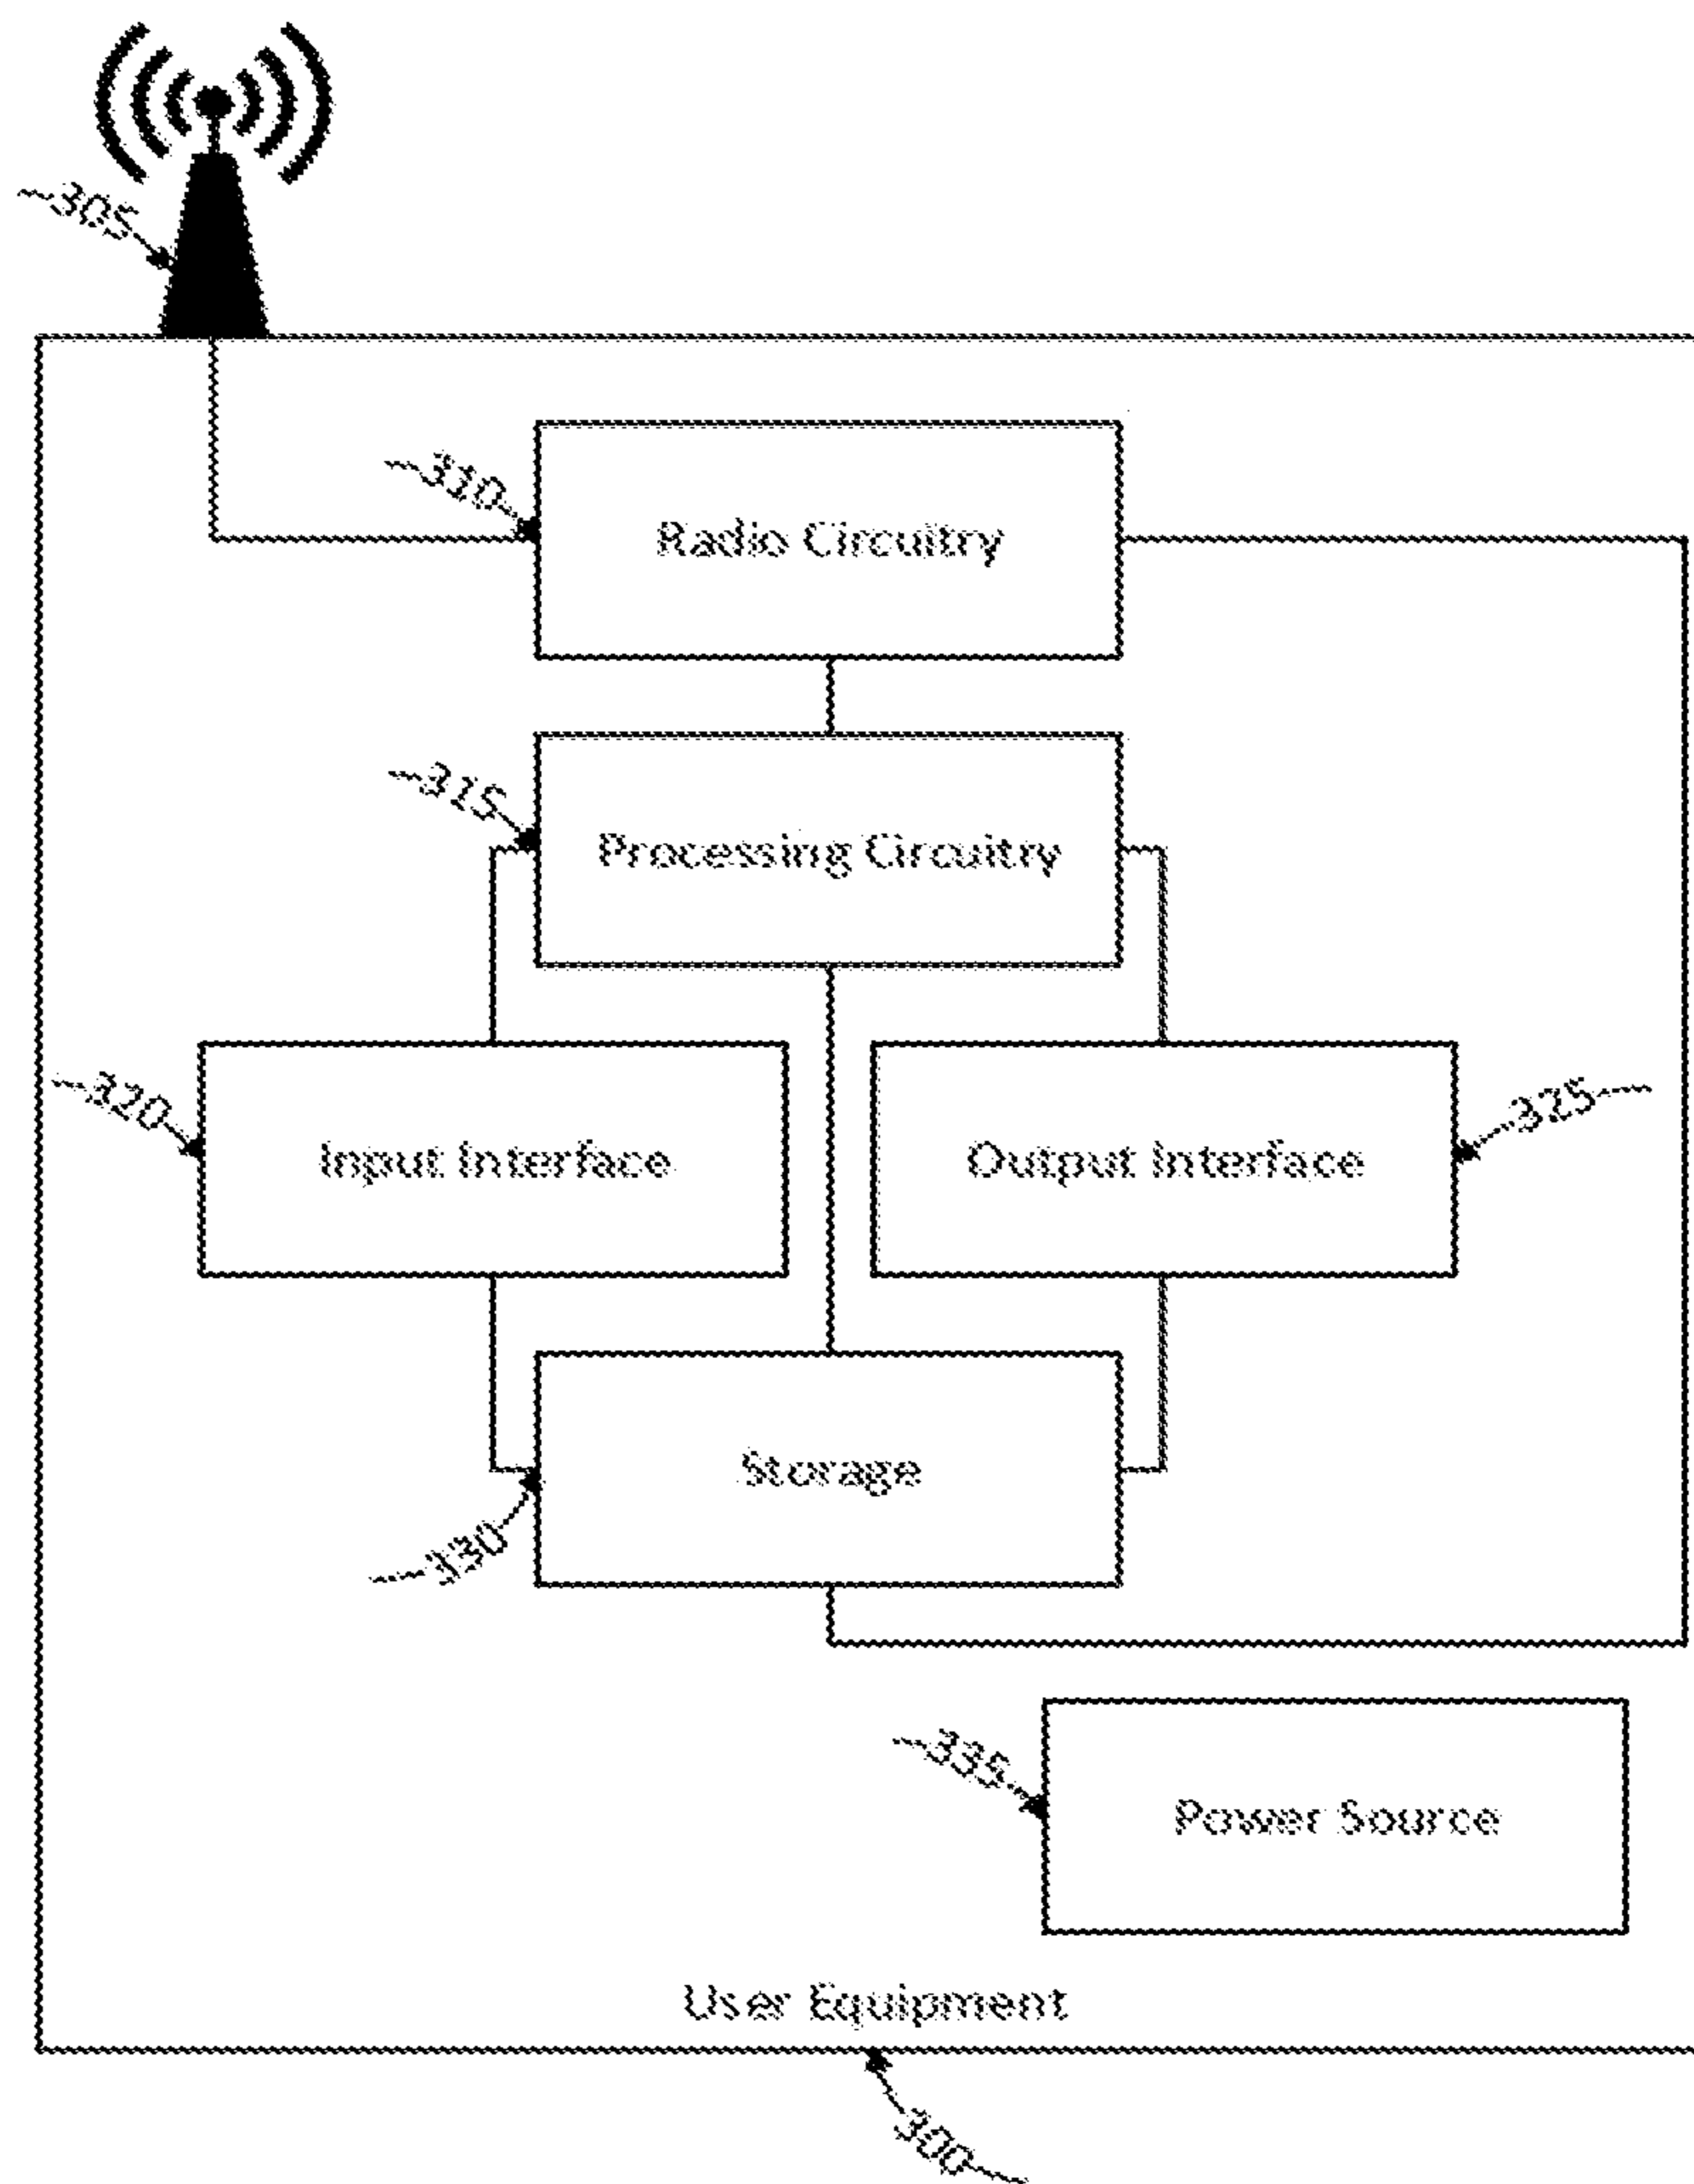 305
310
Radio Circuitry
315
Processing Circuitry
320
Input Interface
Output Interface
325
Storage
330
335
Power Source
User Equipment
300